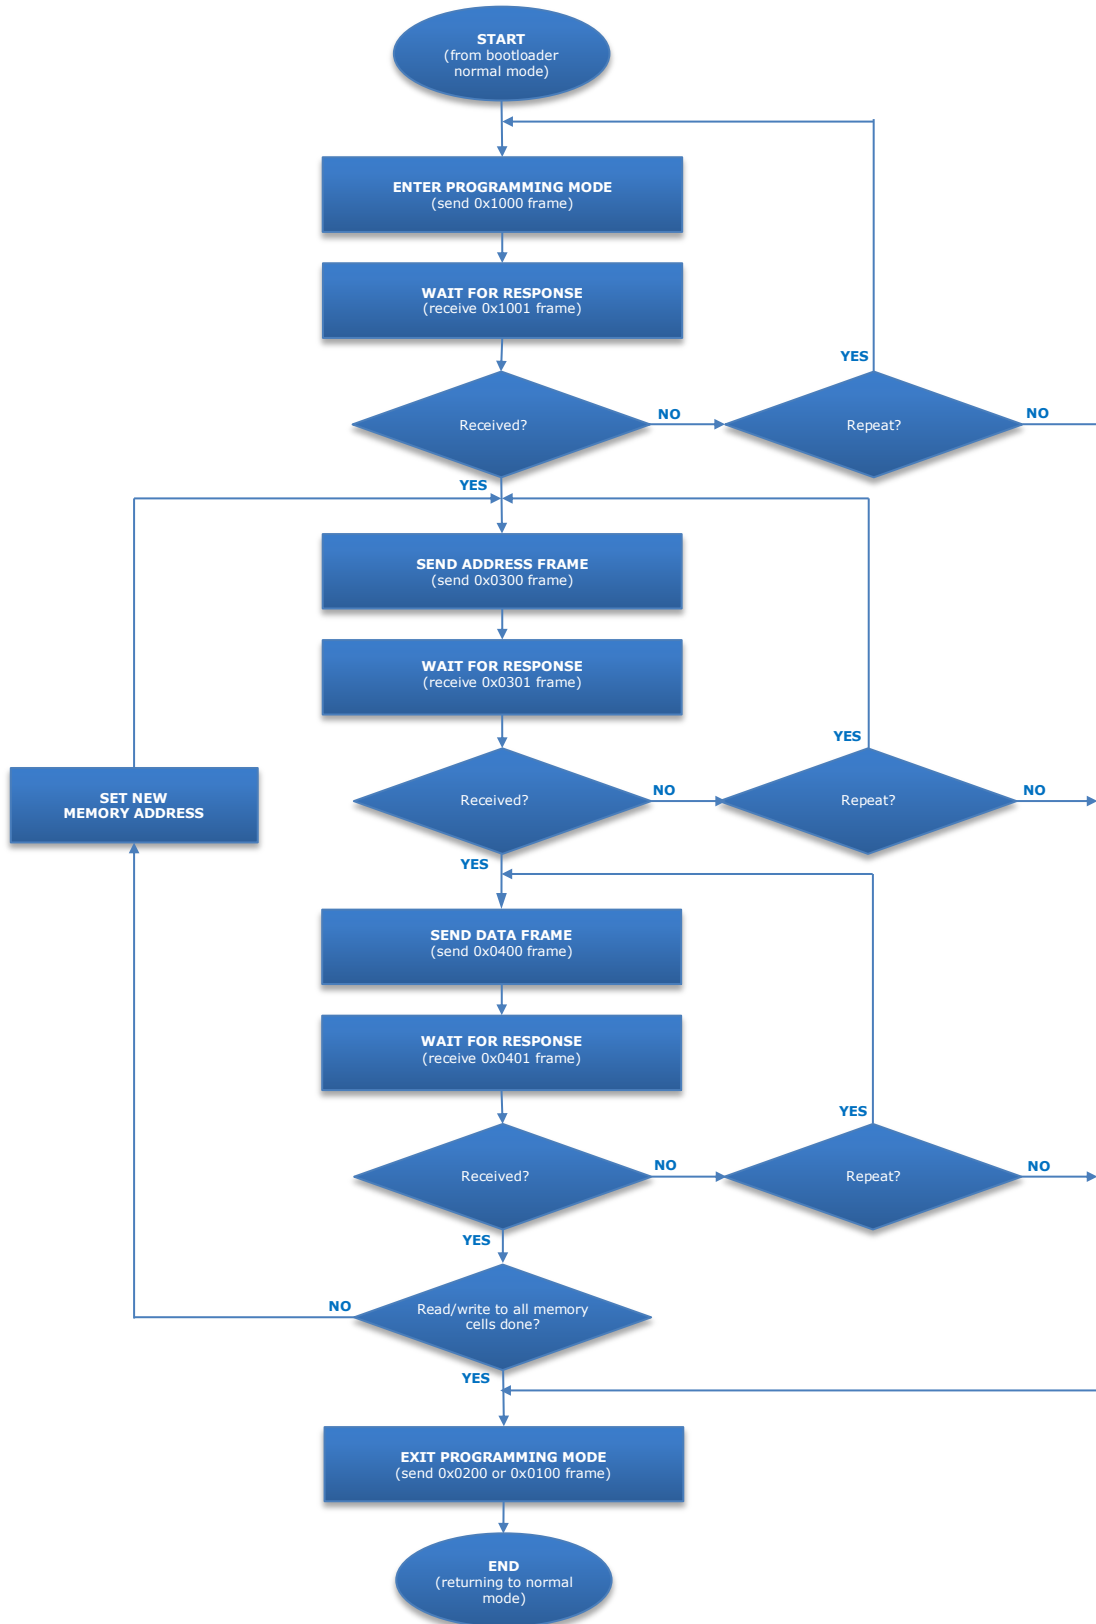 START
(from bootloader
normal mode)
ENTER PROGRAMMING MODE
(send 0x1000 frame)
WAIT FOR RESPONSE
(receive 0x1001 frame)
YES
Received?
NO
Repeat?
NO
YES
SEND ADDRESS FRAME
(send 0x0300 frame)
WAIT FOR RESPONSE
(receive 0x0301 frame)
YES
SET NEW
MEMORY ADDRESS
Received?
NO
Repeat?
NO
YES
SEND DATA FRAME
(send 0x0400 frame)
WAIT FOR RESPONSE
(receive 0x0401 frame)
YES
Received?
NO
Repeat?
NO
YES
NO
Read/write to all memory
cells done?
YES
EXIT PROGRAMMING MODE
(send 0x0200 or 0x0100 frame)
END
(returning to normal
mode)